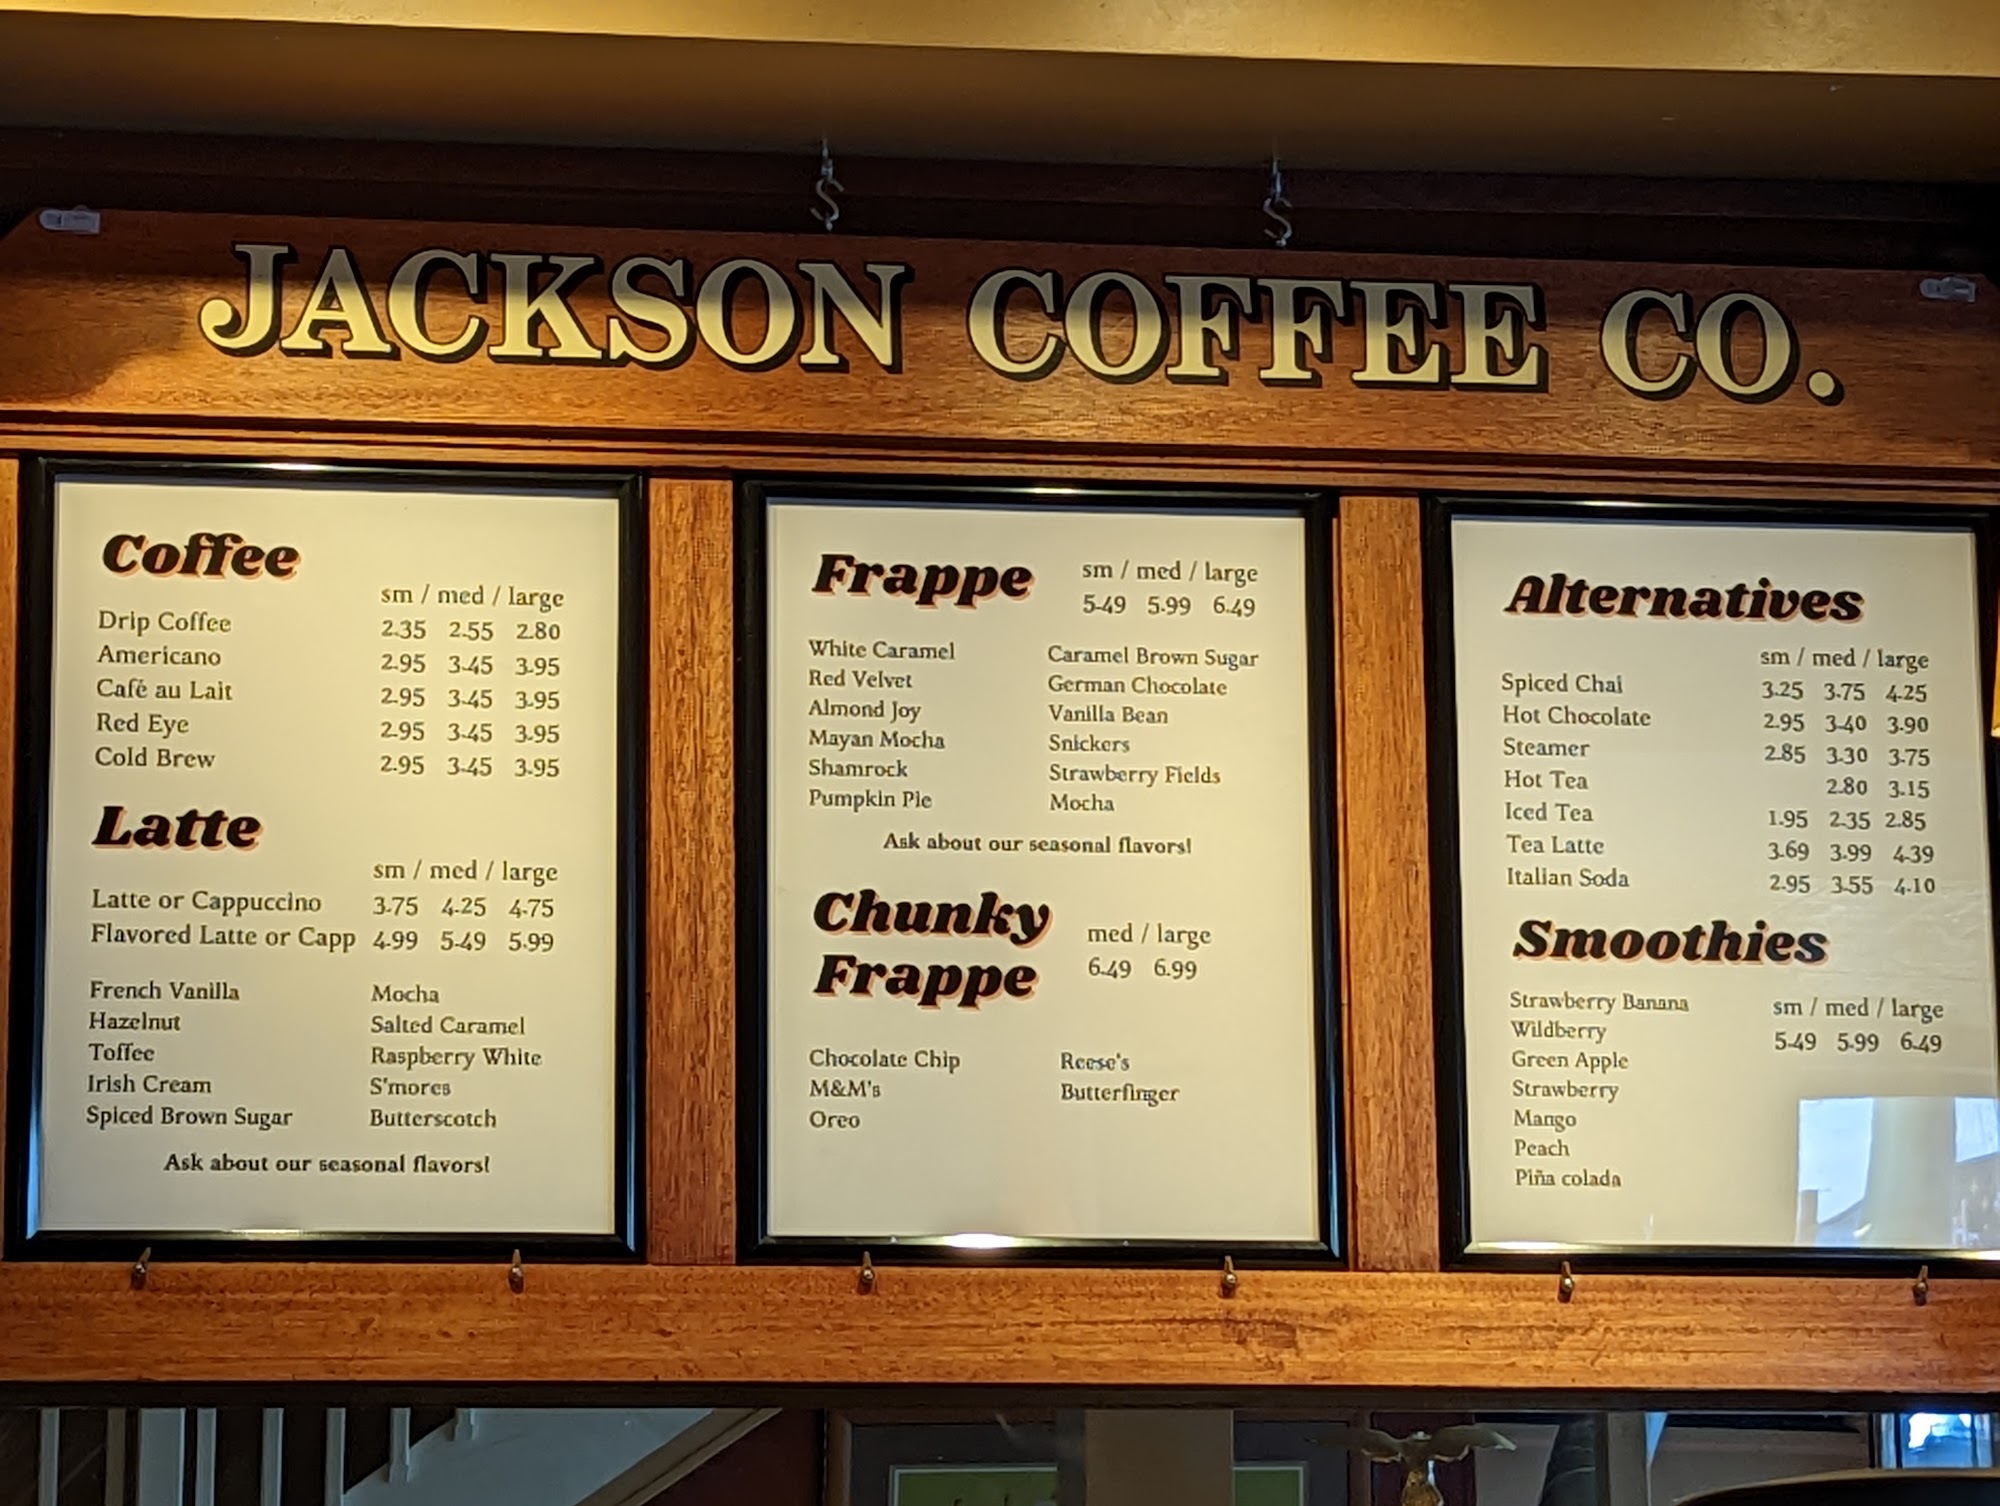 JACKSON COFFEE CO.
Coffee
sm / med / large
Drip Coffee 2.35 2.55 2.80
Americano 2.95 3.45 3.95
Café au Lait 2.95 3.45 3.95
Red Eye 2.95 3.45 3.95
Cold Brew 2.95 3.45 3.95
Latte
sm / med / large
Latte or Cappuccino 3.75 4.25 4.75
Flavored Latte or Capp 4.99 5.49 5.99
French Vanilla Mocha
Hazelnut Salted Caramel
Toffee Raspberry White
Irish Cream S'mores
Spiced Brown Sugar Butterscotch
Ask about our seasonal flavors!
Frappe sm / med / large
5.49 5.99 6.49
White Caramel Caramel Brown Sugar
Red Velvet German Chocolate
Almond Joy Vanilla Bean
Mayan Mocha Snickers
Shamrock Strawberry Fields
Pumpkin Pie Mocha
Ask about our seasonal flavors!
Chunky med / large
Frappe 6.49 6.99
Chocolate Chip Reese's
M&M's Butterfinger
Oreo
Alternatives
sm / med / large
Spiced Chai 3.25 3.75 4.25
Hot Chocolate 2.95 3.40 3.90
Steamer 2.85 3.30 3.75
Hot Tea 2.80 3.15
Iced Tea 1.95 2.35 2.85
Tea Latte 3.69 3.99 4.39
Italian Soda 2.95 3.55 4.10
Smoothies
Strawberry Banana sm / med / large
Wildberry 5.49 5.99 6.49
Green Apple
Strawberry
Mango
Peach
Piña colada